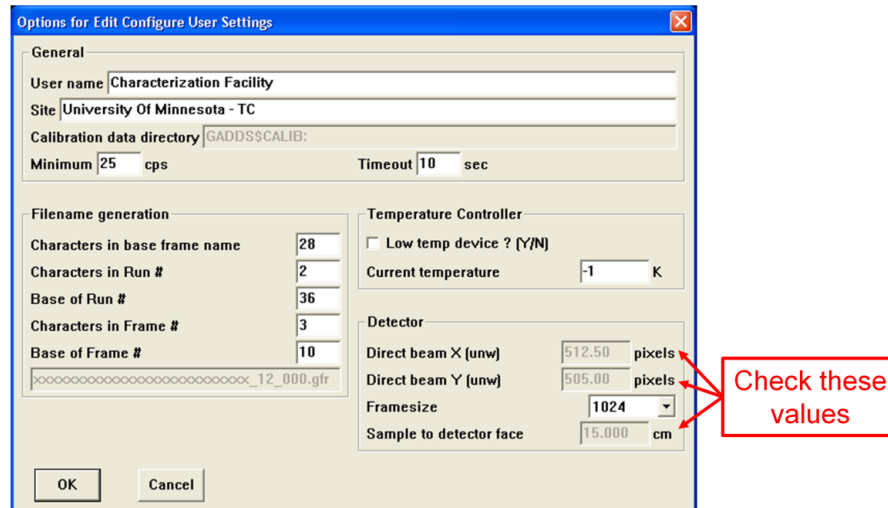 Options for Edit Configure User Settings
General
User name Characterization Facility
Site University Of Minnesota - TC
Calibration data directory GADDS$CALIB:
Minimum 25 cps Timeout 10 sec
Filename generation
Characters in base frame name 28
Characters in Run # 2
Base of Run # 36
Characters in Frame # 3
Base of Frame # 10
xxxxxxxxxxxxxxxxxxxxxxxxxxxx_12_000.gfr
Temperature Controller
Low temp device ? (Y/N)
Current temperature -1 K
Detector
Direct beam X (unw) 512.50 pixels
Direct beam Y (unw) 505.00 pixels
Framesize 1024
Sample to detector face 15.000 cm
Check these
values
OK Cancel